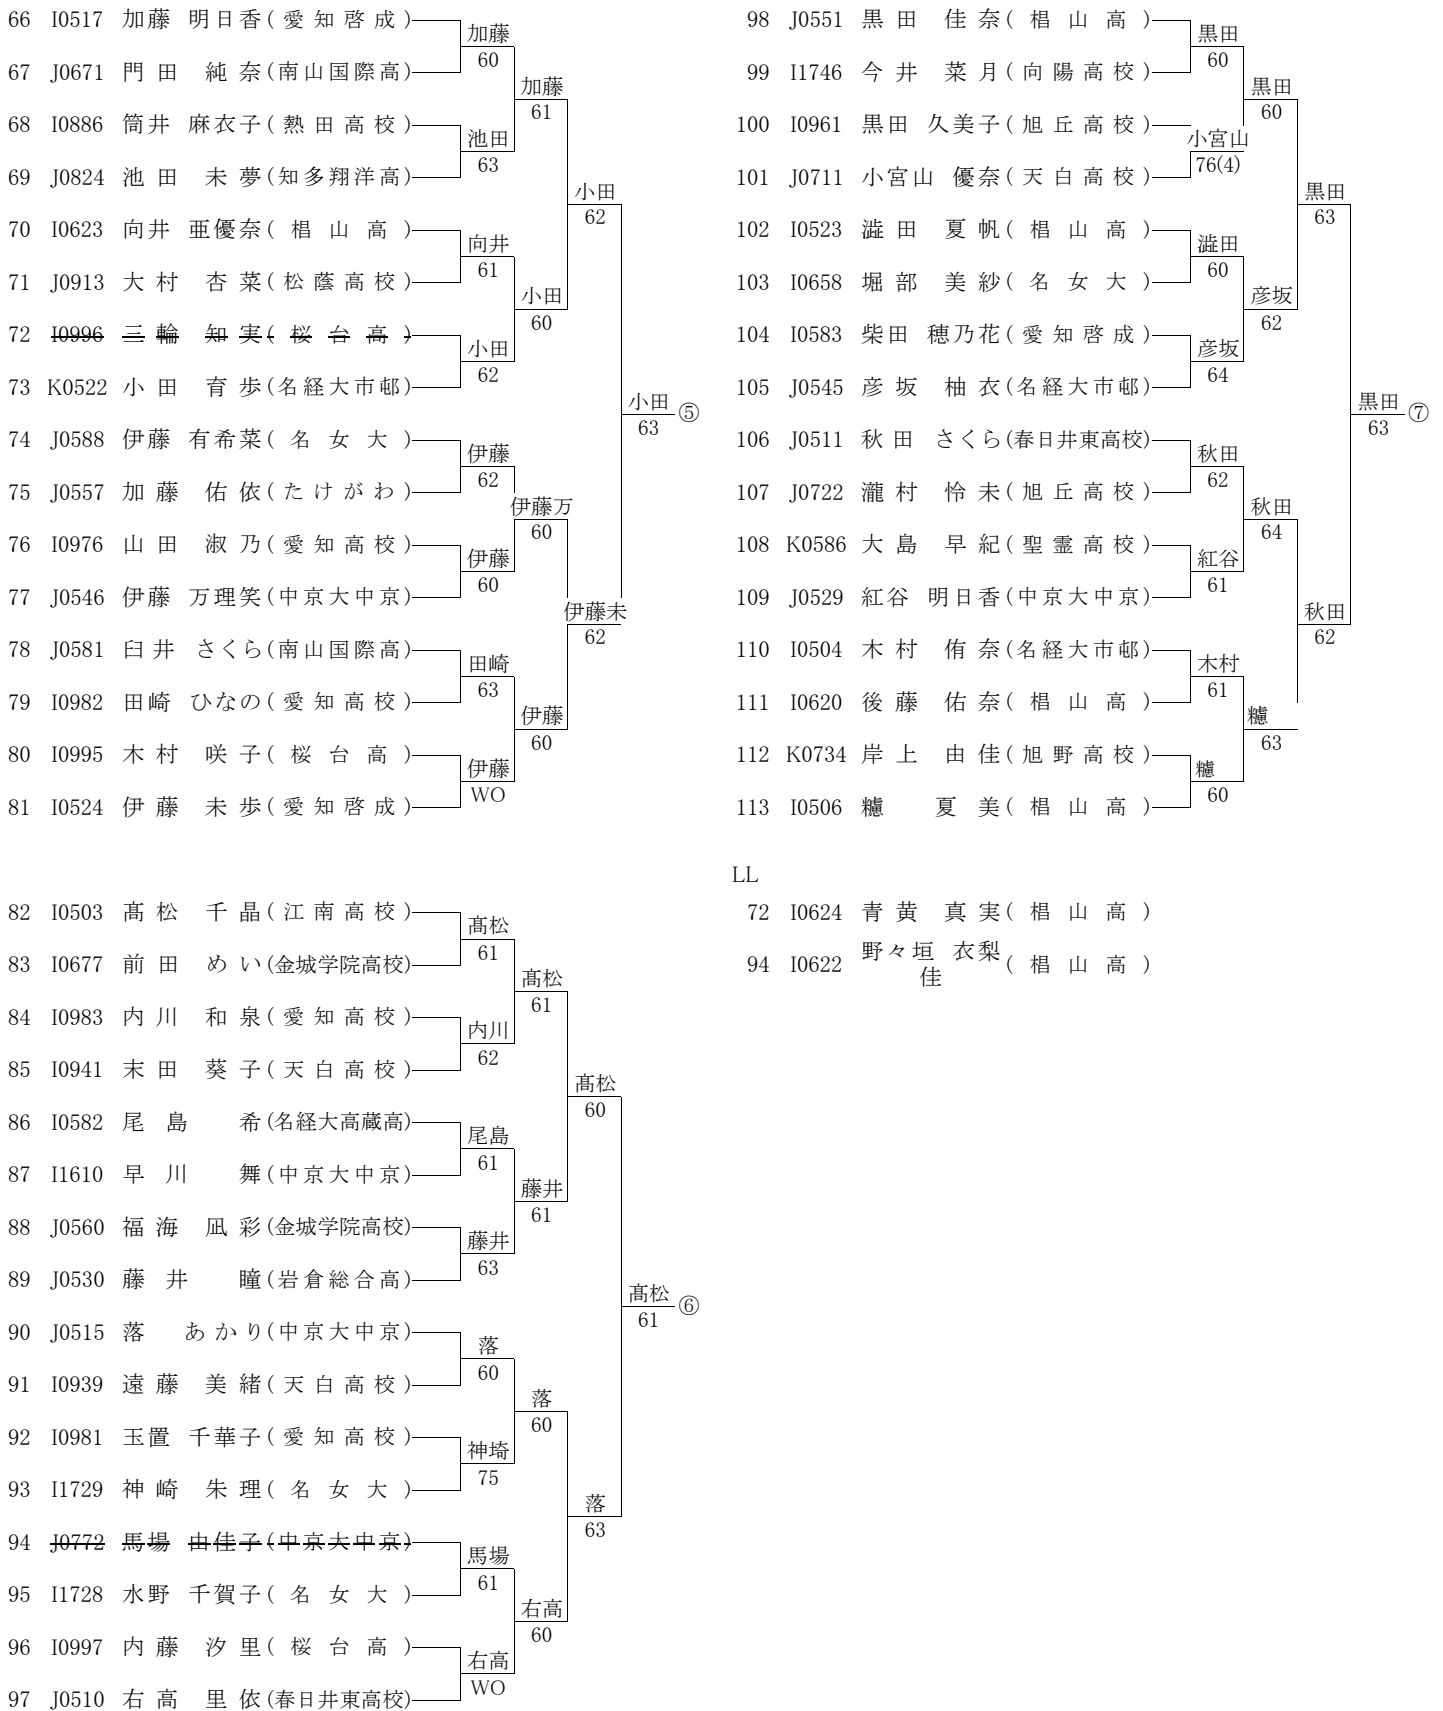 66 I0517 加藤 明日香(愛知啓成)
加藤
60
67 J0671 門田 純奈(南山国際高)
加藤
61
68 I0886 筒井 麻衣子(熱田高校)
池田
63
69 J0824 池田 未夢(知多翔洋高)
小田
62
70 I0623 向井 亜優奈(椙山高)
向井
61
71 J0913 大村 杏菜(松蔭高校)
小田
60
72 I0996 三輪 知実(桜台高)
小田
62
73 K0522 小田 育歩(名経大市邨)
小田 ⑤
63
74 J0588 伊藤 有希菜(名女大)
伊藤
62
75 J0557 加藤 佑依(たけがわ)
伊藤万
60
76 I0976 山田 淑乃(愛知高校)
伊藤
60
77 J0546 伊藤 万理笑(中京大中京)
伊藤未
62
78 J0581 臼井 さくら(南山国際高)
田崎
63
79 I0982 田崎 ひなの(愛知高校)
伊藤
60
80 I0995 木村 咲子(桜台高)
伊藤
WO
81 I0524 伊藤 未歩(愛知啓成)
82 I0503 髙松 千晶(江南高校)
髙松
61
83 I0677 前田 めい(金城学院高校)
髙松
61
84 I0983 内川 和泉(愛知高校)
内川
62
85 I0941 末田 葵子(天白高校)
髙松
60
86 I0582 尾島 希(名経大高蔵高)
尾島
61
87 I1610 早川 舞(中京大中京)
藤井
61
88 J0560 福海 凪彩(金城学院高校)
藤井
63
89 J0530 藤井 瞳(岩倉総合高)
髙松 ⑥
61
90 J0515 落 あかり(中京大中京)
落
60
91 I0939 遠藤 美緒(天白高校)
落
60
92 I0981 玉置 千華子(愛知高校)
神埼
75
93 I1729 神崎 朱理(名女大)
落
63
94 J0772 馬場 由佳子(中京大中京)
馬場
61
95 I1728 水野 千賀子(名女大)
右高
60
96 I0997 内藤 汐里(桜台高)
右高
WO
97 J0510 右高 里依(春日井東高校)
98 J0551 黒田 佳奈(椙山高)
黒田
60
99 I1746 今井 菜月(向陽高校)
黒田
60
100 I0961 黒田 久美子(旭丘高校)
小宮山
76(4)
101 J0711 小宮山 優奈(天白高校)
黒田
63
102 I0523 澁田 夏帆(椙山高)
澁田
60
103 I0658 堀部 美紗(名女大)
彦坂
62
104 I0583 柴田 穂乃花(愛知啓成)
彦坂
64
105 J0545 彦坂 柚衣(名経大市邨)
黒田 ⑦
63
106 J0511 秋田 さくら(春日井東高校)
秋田
62
107 J0722 瀧村 怜未(旭丘高校)
秋田
64
108 K0586 大島 早紀(聖霊高校)
紅谷
61
109 J0529 紅谷 明日香(中京大中京)
秋田
62
110 I0504 木村 侑奈(名経大市邨)
木村
61
111 I0620 後藤 佑奈(椙山高)
糟
63
112 K0734 岸上 由佳(旭野高校)
60
113 I0506 夏美(椙山高)
LL
72 I0624 青黄 真実(椙山高)
94 I0622 野々垣 衣梨佳(椙山高)